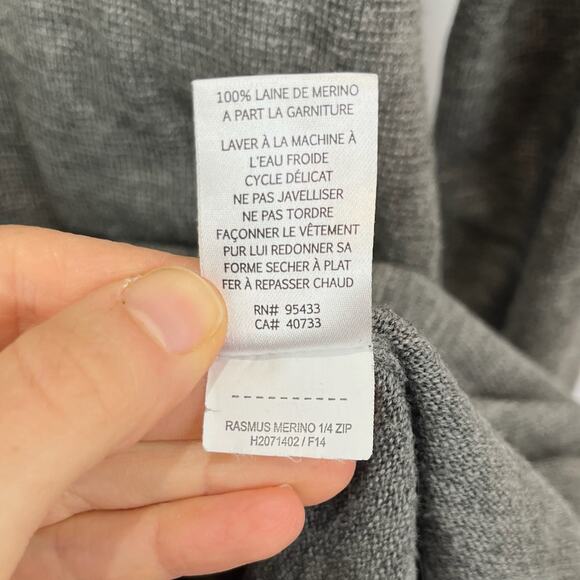 100% LAINE DE MERINO
A PART LA GARNITURE
LAVER À LA MACHINE À
L'EAU FROIDE
CYCLE DÉLICAT
NE PAS JAVELLISER
NE PAS TORDRE
FAÇONNER LE VÊTEMENT
PUR LUI REDONNER SA
FORME SECHER À PLAT
FER À REPASSER CHAUD
RN# 95433
CA# 40733
RASMUS MERINO 1/4 ZIP
H2071402 / F14